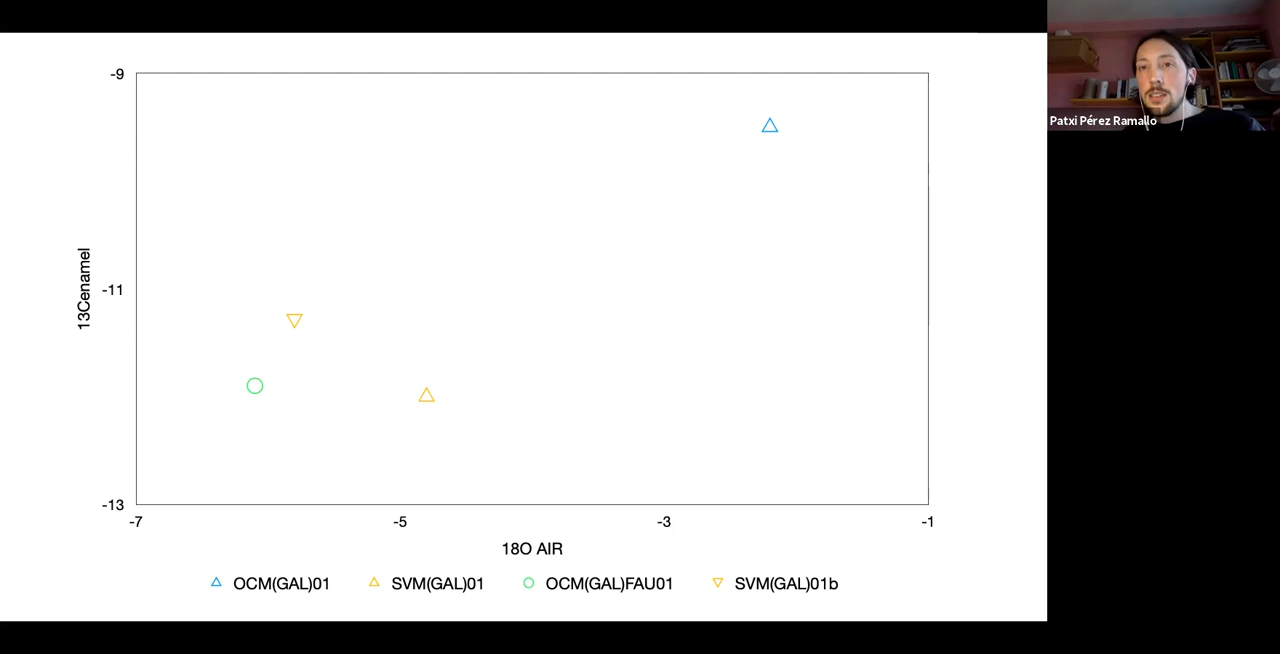 -9
-11
-13
13Cenamel
-7 -5 -3 -1
18O AIR
OCM(GAL)01 SVM(GAL)01 OCM(GAL)FAU01 SVM(GAL)01b
Patxi Pérez Ramallo